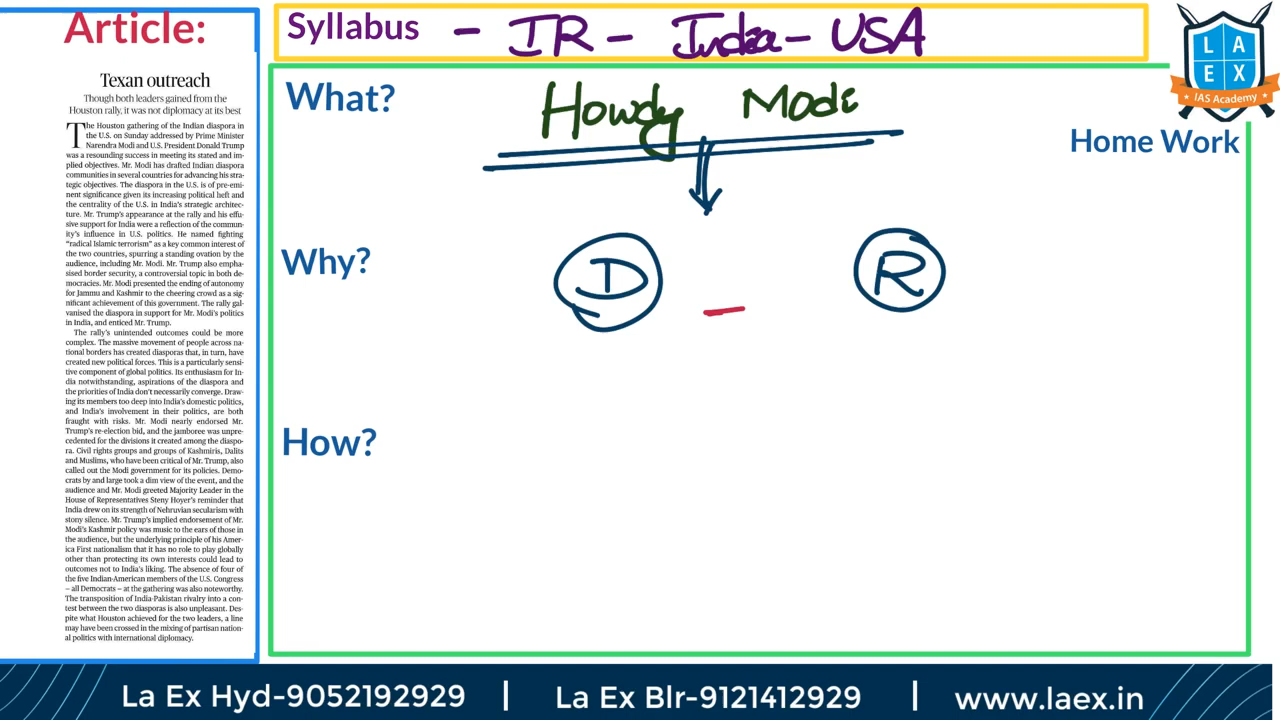 Article:
Texan outreach
Though both leaders gained from the
Houston rally, it was not diplomacy at its best
The Houston gathering of the Indian diaspora in
the U.S. on Sunday addressed by Prime Minister
Narendra Modi and U.S. President Donald Trump
was a resounding success in meeting its stated and im-
plied objectives. Mr. Modi has drafted Indian diaspora
communities in several countries for advancing his stra-
tegic objectives. The diaspora in the U.S. is of pre-emi-
nent significance given its increasing political heft and
the centrality of the U.S. in India's strategic architec-
ture. Mr. Trump's appearance at the rally and his effu-
sive support for India were a reflection of the commun-
ity's influence in U.S. politics. He named fighting
"radical Islamic terrorism" as a key common interest of
the two countries, spurring a standing ovation by the
audience, including Mr. Modi. Mr. Trump also empha-
sised border security, a controversial topic in both de-
mocracies. Mr. Modi presented the ending of autonomy
for Jammu and Kashmir to the cheering crowd as a sig-
nificant achievement of this government. The rally gal-
vanised the diaspora in support for Mr. Modi's politics
in India, and enticed Mr. Trump.
The rally's unintended outcomes could be more
complex. The massive movement of people across na-
tional borders has created diasporas that, in turn, have
created new political forces. This is a particularly sensi-
tive component of global politics. Its enthusiasm for In-
dia notwithstanding, aspirations of the diaspora and
the priorities of India don't necessarily converge. Draw-
ing its members too deep into India's domestic politics,
and India's involvement in their politics, are both
fraught with risks. Mr. Modi nearly endorsed Mr.
Trump's re-election bid, and the jamboree was unpre-
cedented for the divisions it created among the diaspo-
ra. Civil rights groups and groups of Kashmiris, Dalits
and Muslims, who have been critical of Mr. Trump, also
called out the Modi government for its policies. Demo-
crats by and large took a dim view of the event, and the
audience and Mr. Modi greeted Majority Leader in the
House of Representatives Steny Hoyer's reminder that
India drew on its strength of Nehruvian secularism with
stony silence. Mr. Trump's implied endorsement of Mr.
Modi's Kashmir policy was music to the ears of those in
the audience, but the underlying principle of his Amer-
ica First nationalism that it has no role to play globally
other than protecting its own interests could lead to
outcomes not to India's liking. The absence of four of
the five Indian-American members of the U.S. Congress
– all Democrats – at the gathering was also noteworthy.
The transposition of India-Pakistan rivalry into a con-
test between the two diasporas is also unpleasant. Des-
pite what Houston achieved for the two leaders, a line
may have been crossed in the mixing of partisan nation-
al politics with international diplomacy.
Syllabus - IR - India - USA
LA
EX
IAS Academy
What? Howdy Modi
Home Work
Why? D - R
How?
La Ex Hyd-9052192929 | La Ex Blr-9121412929 | www.laex.in